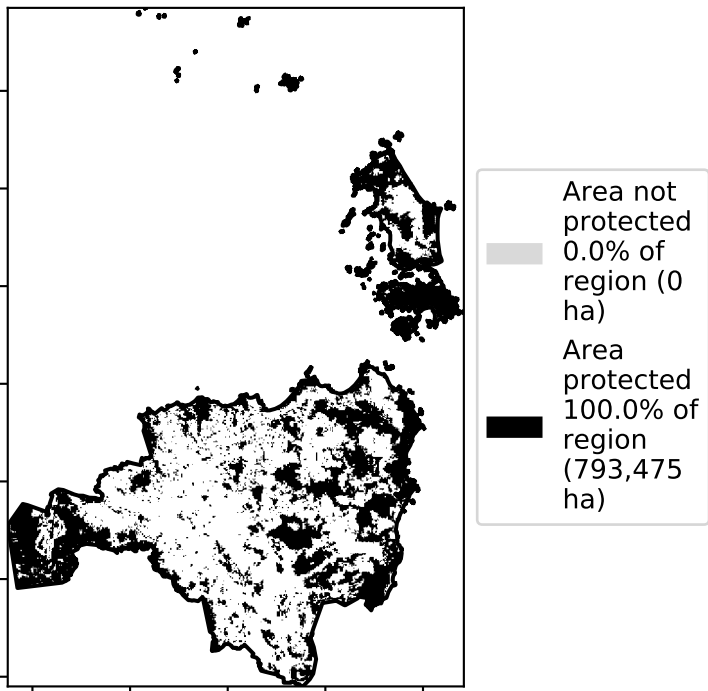 Area not
protected
0.0% of
region (0
ha)
Area
protected
100.0% of
region
(793,475
ha)